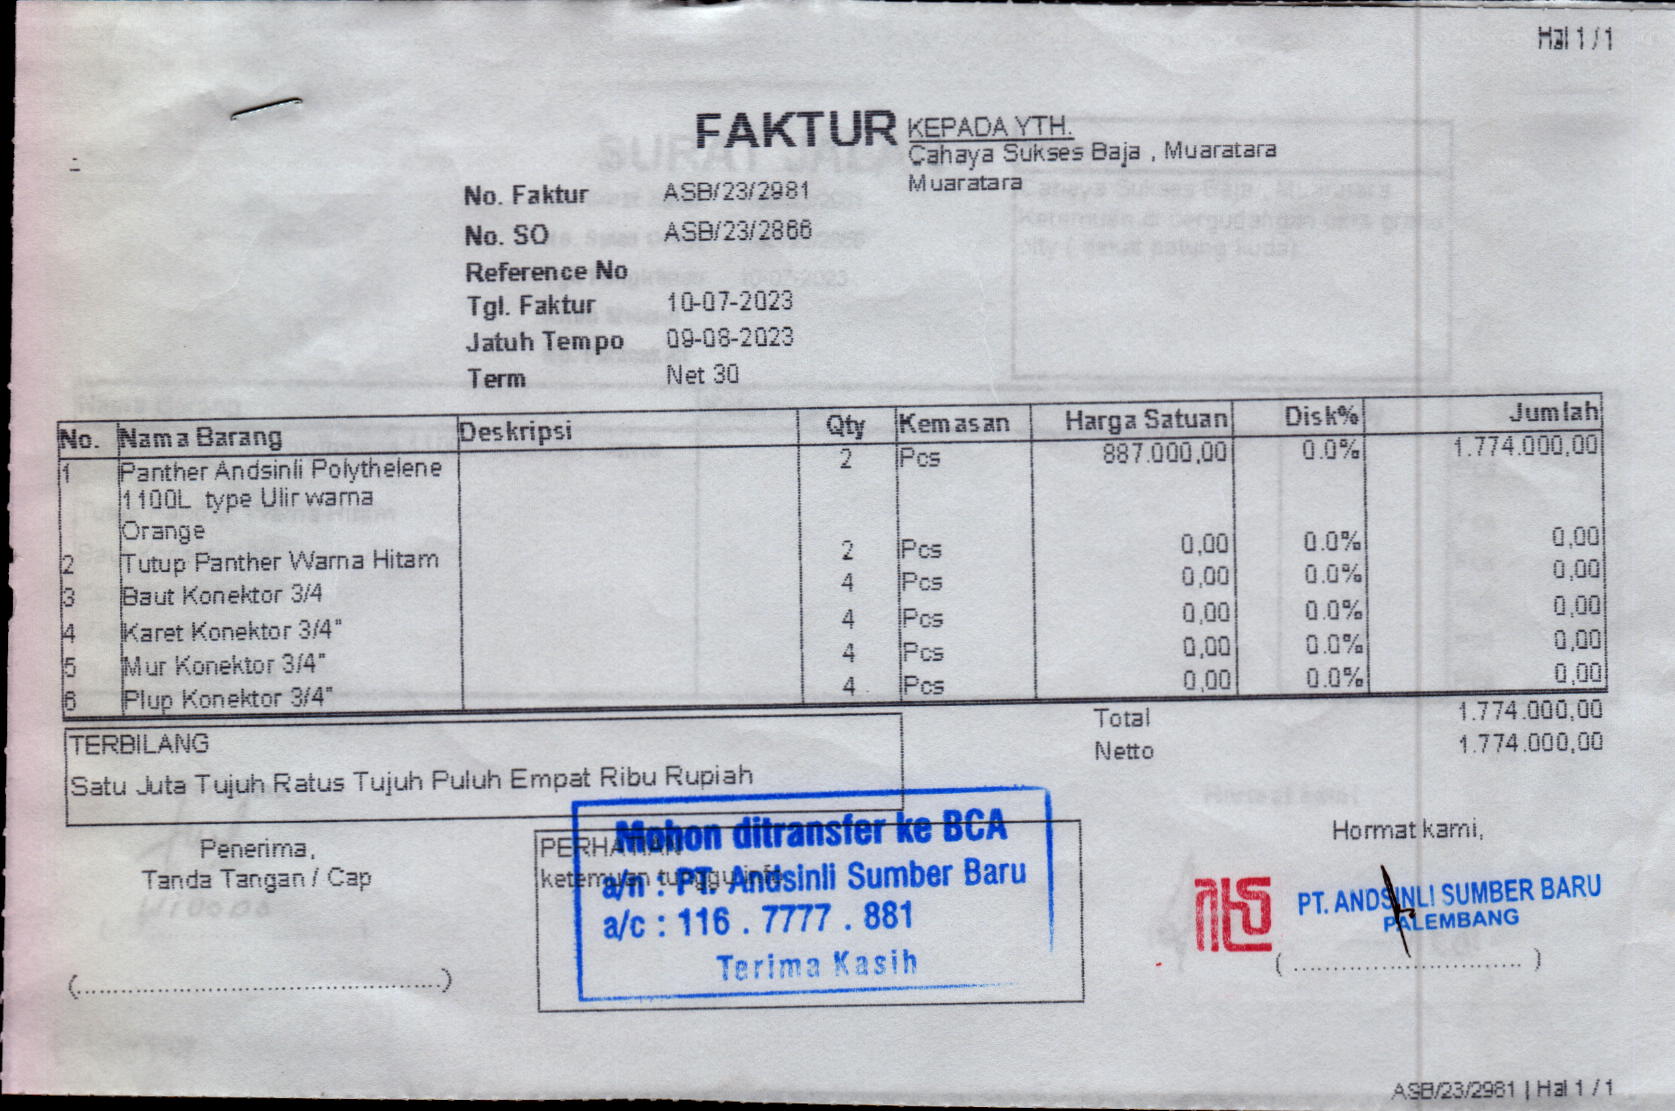 Hal 1 / 1
FAKTUR
KEPADA YTH.
Cahaya Sukses Baja , Muaratara
Muaratara
No. Faktur ASB/23/2981
No. SO ASB/23/2866
Reference No
Tgl. Faktur 10-07-2023
Jatuh Tempo 09-08-2023
Term Net 30
No. Nama Barang Deskripsi Qty Kemasan Harga Satuan Disk% Jumlah
1 Panther Andsinli Polythelene 2 Pcs 887.000,00 0.0% 1.774.000,00
1100L type Ulir warna
Orange
2 Tutup Panther Warna Hitam 2 Pcs 0,00 0.0% 0,00
3 Baut Konektor 3/4 4 Pcs 0,00 0.0% 0,00
4 Karet Konektor 3/4" 4 Pcs 0,00 0.0% 0,00
5 Mur Konektor 3/4" 4 Pcs 0,00 0.0% 0,00
6 Plup Konektor 3/4" 4 Pcs 0,00 0.0% 0,00
Total 1.774.000,00
Netto 1.774.000,00
TERBILANG
Satu Juta Tujuh Ratus Tujuh Puluh Empat Ribu Rupiah
Penerima,
Tanda Tangan / Cap
(............................................)
PERHATIAN
ketemuan tunggu info
Mohon ditransfer ke BCA
a/n : PT. Andsinli Sumber Baru
a/c : 116 . 7777 . 881
Terima Kasih
Hormat kami,
PT. ANDSINLI SUMBER BARU
PALEMBANG
( ............................ )
ASB/23/2981 | Hal 1 / 1